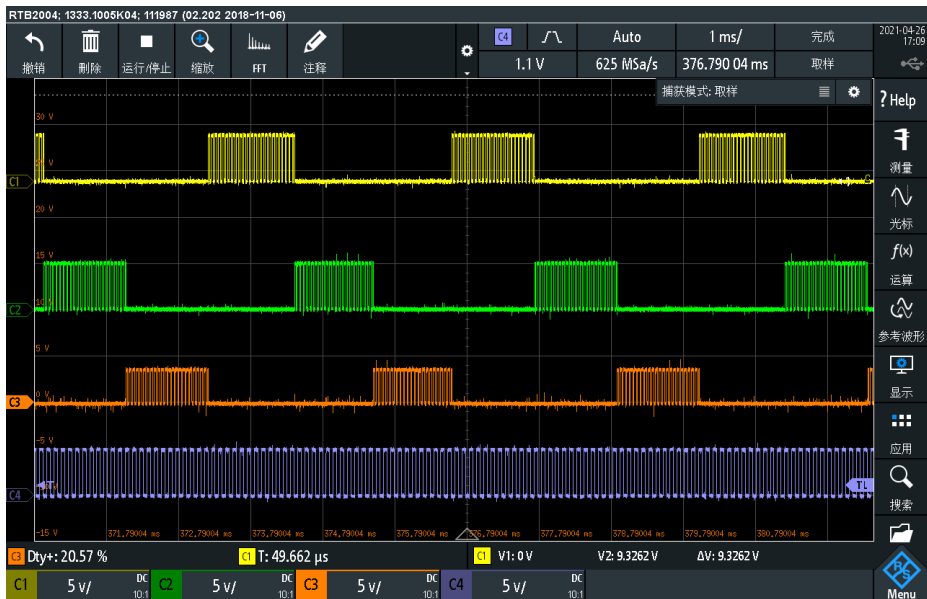 RTB2004; 1333.1005K04; 111987 (02.202 2018-11-06)
撤销
删除
运行/停止
缩放
FFT
注释
C4
Auto
1 ms/
完成
1.1 V
625 MSa/s
376.790 04 ms
取样
2021-04-26
17:09
捕获模式: 取样
? Help
测量
光标
f(x)
运算
参考波形
显示
应用
搜索
R&S
Menu
30 V
C1
20 V
15 V
10 V
C2
5 V
0 V
C3
-5 V
C4
T
TL
-15 V
371.79004 ms
372.79004 ms
373.79004 ms
374.79004 ms
375.79004 ms
376.79004 ms
377.79004 ms
378.79004 ms
379.79004 ms
380.79004 ms
C3 Dty+: 20.57 %
C1 T: 49.662 µs
C1 V1: 0 V
V2: 9.3262 V
ΔV: 9.3262 V
C1 5 V/ DC 10:1
C2 5 V/ DC 10:1
C3 5 V/ DC 10:1
C4 5 V/ DC 10:1